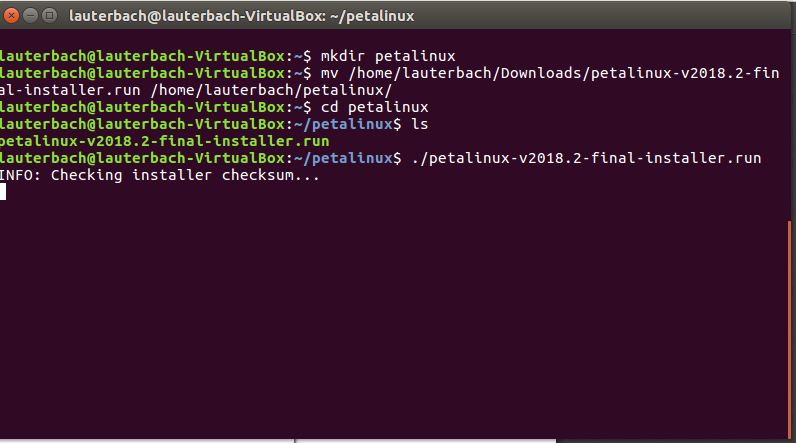 lauterbach@lauterbach-VirtualBox: ~/petalinux
lauterbach@lauterbach-VirtualBox:~$ mkdir petalinux
lauterbach@lauterbach-VirtualBox:~$ mv /home/lauterbach/Downloads/petalinux-v2018.2-fin
al-installer.run /home/lauterbach/petalinux/
lauterbach@lauterbach-VirtualBox:~$ cd petalinux
lauterbach@lauterbach-VirtualBox:~/petalinux$ ls
petalinux-v2018.2-final-installer.run
lauterbach@lauterbach-VirtualBox:~/petalinux$ ./petalinux-v2018.2-final-installer.run
INFO: Checking installer checksum...